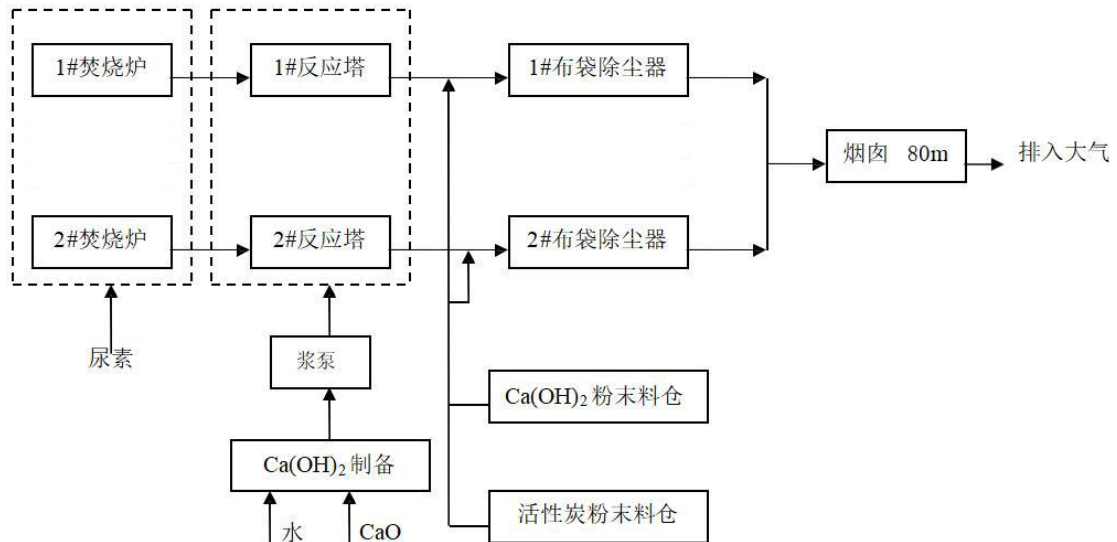 1#焚烧炉
1#反应塔
1#布袋除尘器
烟囱 80m
排入大气
2#焚烧炉
2#反应塔
2#布袋除尘器
尿素
浆泵
Ca(OH)₂粉末料仓
Ca(OH)₂制备
活性炭粉末料仓
水
CaO